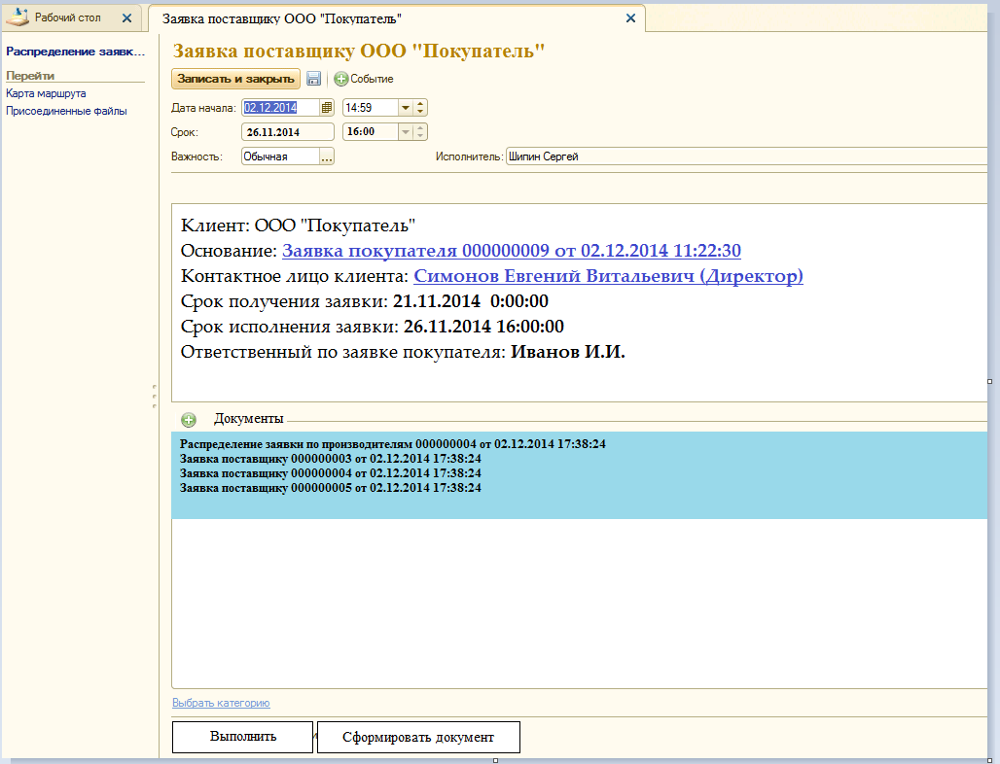 Рабочий стол
Заявка поставщику ООО "Покупатель"
Распределение заявк...
Перейти
Карта маршрута
Присоединенные файлы
Заявка поставщику ООО "Покупатель"
Записать и закрыть Событие
Дата начала: 02.12.2014 14:59
Срок: 26.11.2014 16:00
Важность: Обычная ... Исполнитель: Шипин Сергей
Клиент: ООО "Покупатель"
Основание: Заявка покупателя 000000009 от 02.12.2014 11:22:30
Контактное лицо клиента: Симонов Евгений Витальевич (Директор)
Срок получения заявки: 21.11.2014 0:00:00
Срок исполнения заявки: 26.11.2014 16:00:00
Ответственный по заявке покупателя: Иванов И.И.
Документы
Распределение заявки по производителям 000000004 от 02.12.2014 17:38:24
Заявка поставщику 000000003 от 02.12.2014 17:38:24
Заявка поставщику 000000004 от 02.12.2014 17:38:24
Заявка поставщику 000000005 от 02.12.2014 17:38:24
Выбрать категорию
Выполнить Сформировать документ